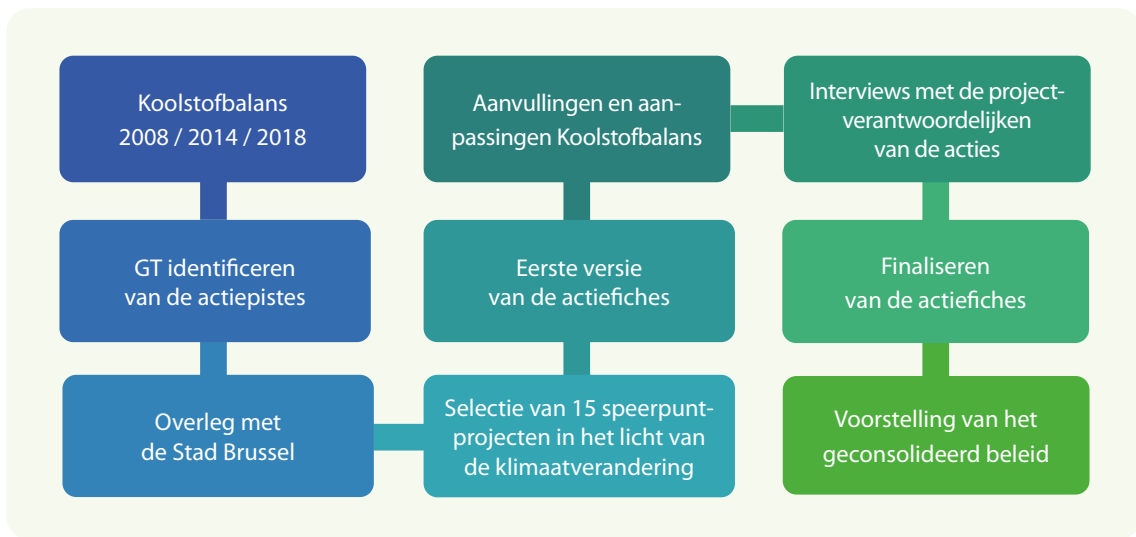 Koolstofbalans
2008 / 2014 / 2018
GT identificeren
van de actiepistes
Overleg met
de Stad Brussel
Selectie van 15 speerpunt-
projecten in het licht van
de klimaatverandering
Eerste versie
van de actiefiches
Aanvullingen en aan-
passingen Koolstofbalans
Interviews met de project-
verantwoordelijken
van de acties
Finaliseren
van de actiefiches
Voorstelling van het
geconsolideerd beleid